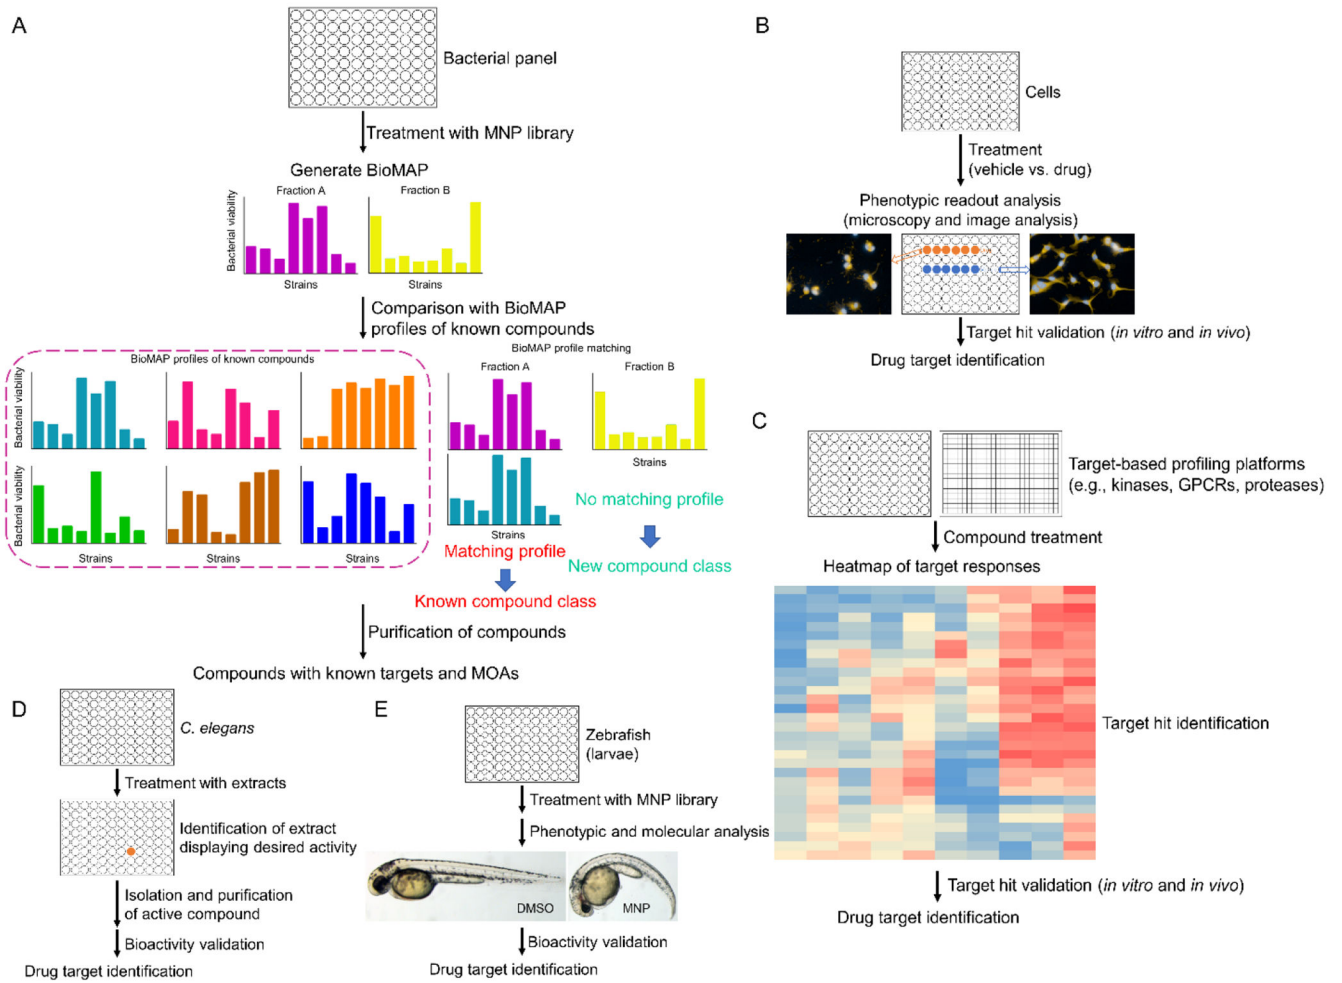 A
Bacterial panel
Treatment with MNP library
Generate BioMAP
Fraction A
Fraction B
Bacterial viability
Strains
Strains
Comparison with BioMAP
profiles of known compounds
BioMAP profiles of known compounds
Bacterial viability
Bacterial viability
Strains
Strains
Strains
BioMAP profile matching
Fraction A
Fraction B
Strains
Strains
No matching profile
New compound class
Matching profile
Known compound class
Purification of compounds
Compounds with known targets and MOAs
B
Cells
Treatment
(vehicle vs. drug)
Phenotypic readout analysis
(microscopy and image analysis)
Target hit validation (in vitro and in vivo)
Drug target identification
C
Target-based profiling platforms
(e.g., kinases, GPCRs, proteases)
Compound treatment
Heatmap of target responses
Target hit identification
Target hit validation (in vitro and in vivo)
Drug target identification
D
C. elegans
Treatment with extracts
Identification of extract
displaying desired activity
Isolation and purification
of active compound
Bioactivity validation
Drug target identification
E
Zebrafish
(larvae)
Treatment with MNP library
Phenotypic and molecular analysis
DMSO
MNP
Bioactivity validation
Drug target identification